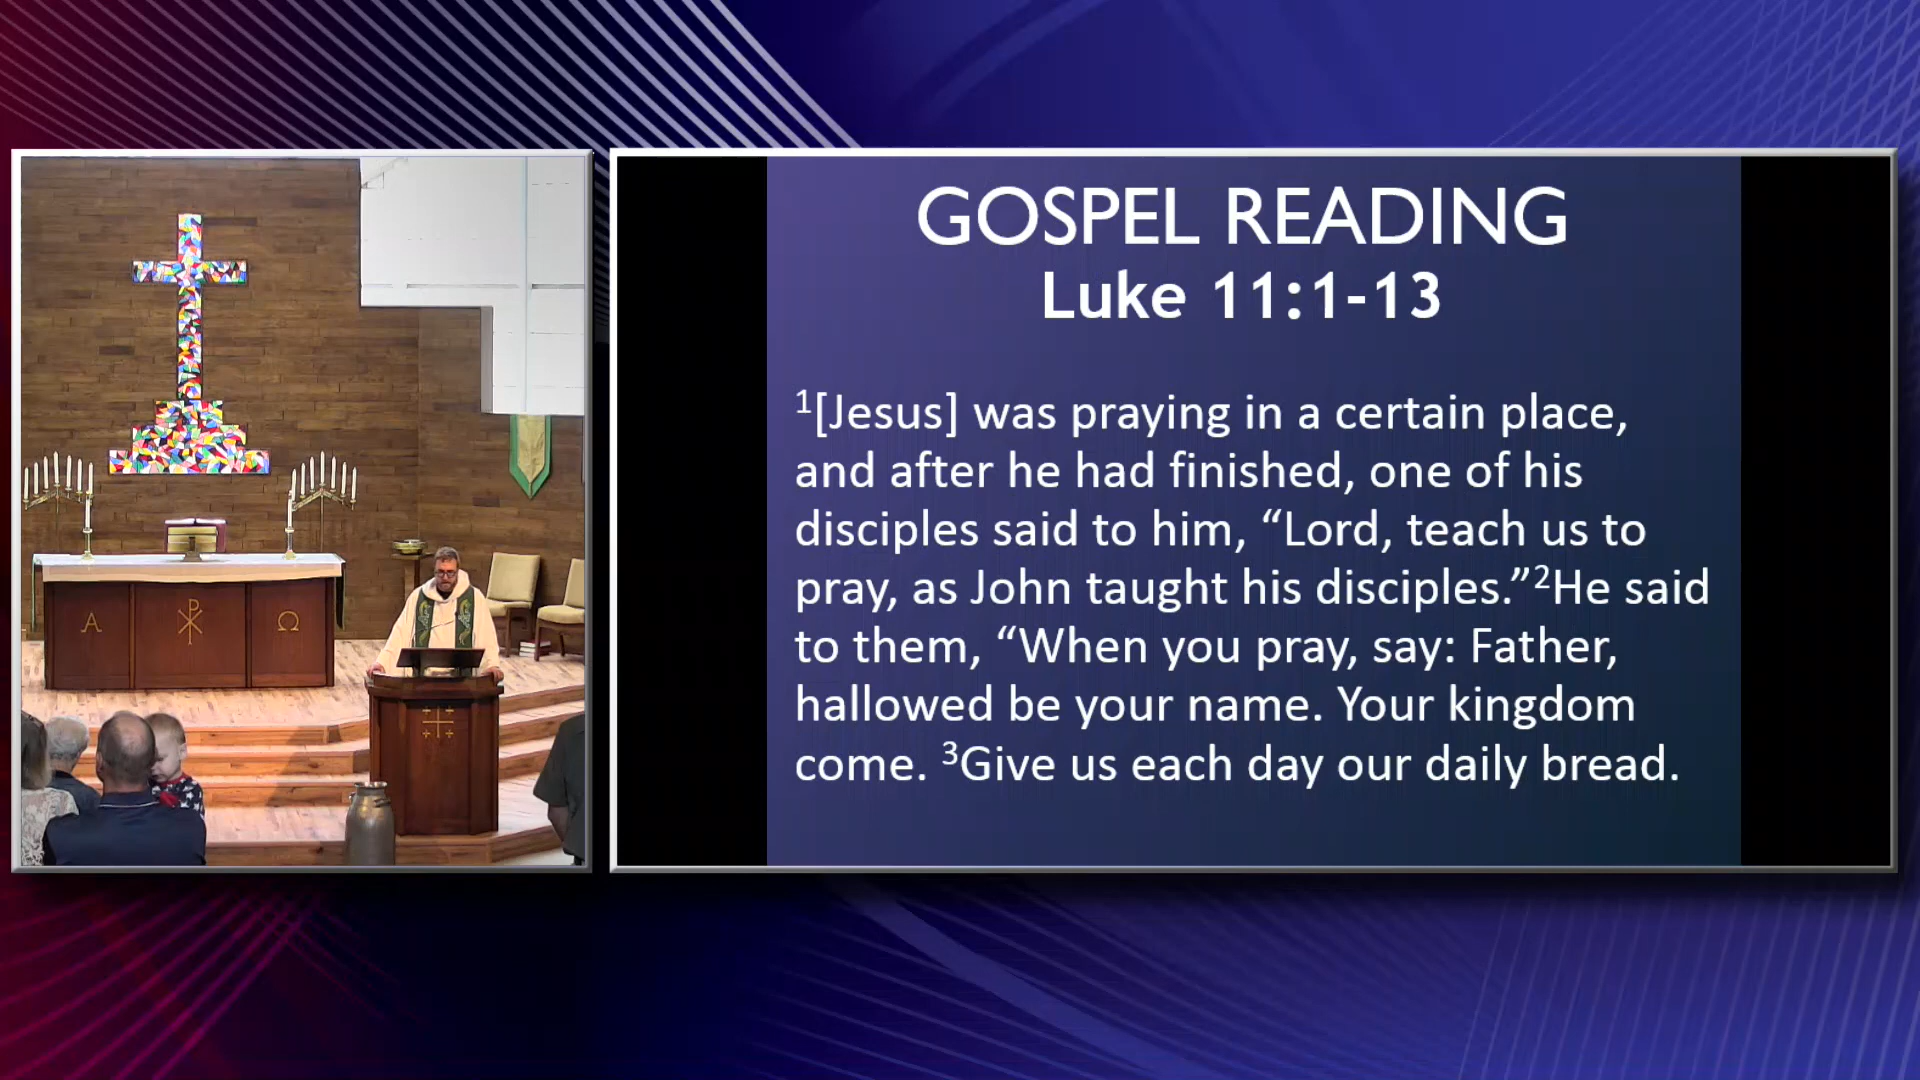 GOSPEL READING
Luke 11:1-13
¹[Jesus] was praying in a certain place,
and after he had finished, one of his
disciples said to him, “Lord, teach us to
pray, as John taught his disciples.”²He said
to them, “When you pray, say: Father,
hallowed be your name. Your kingdom
come. ³Give us each day our daily bread.
Α
☧
Ω